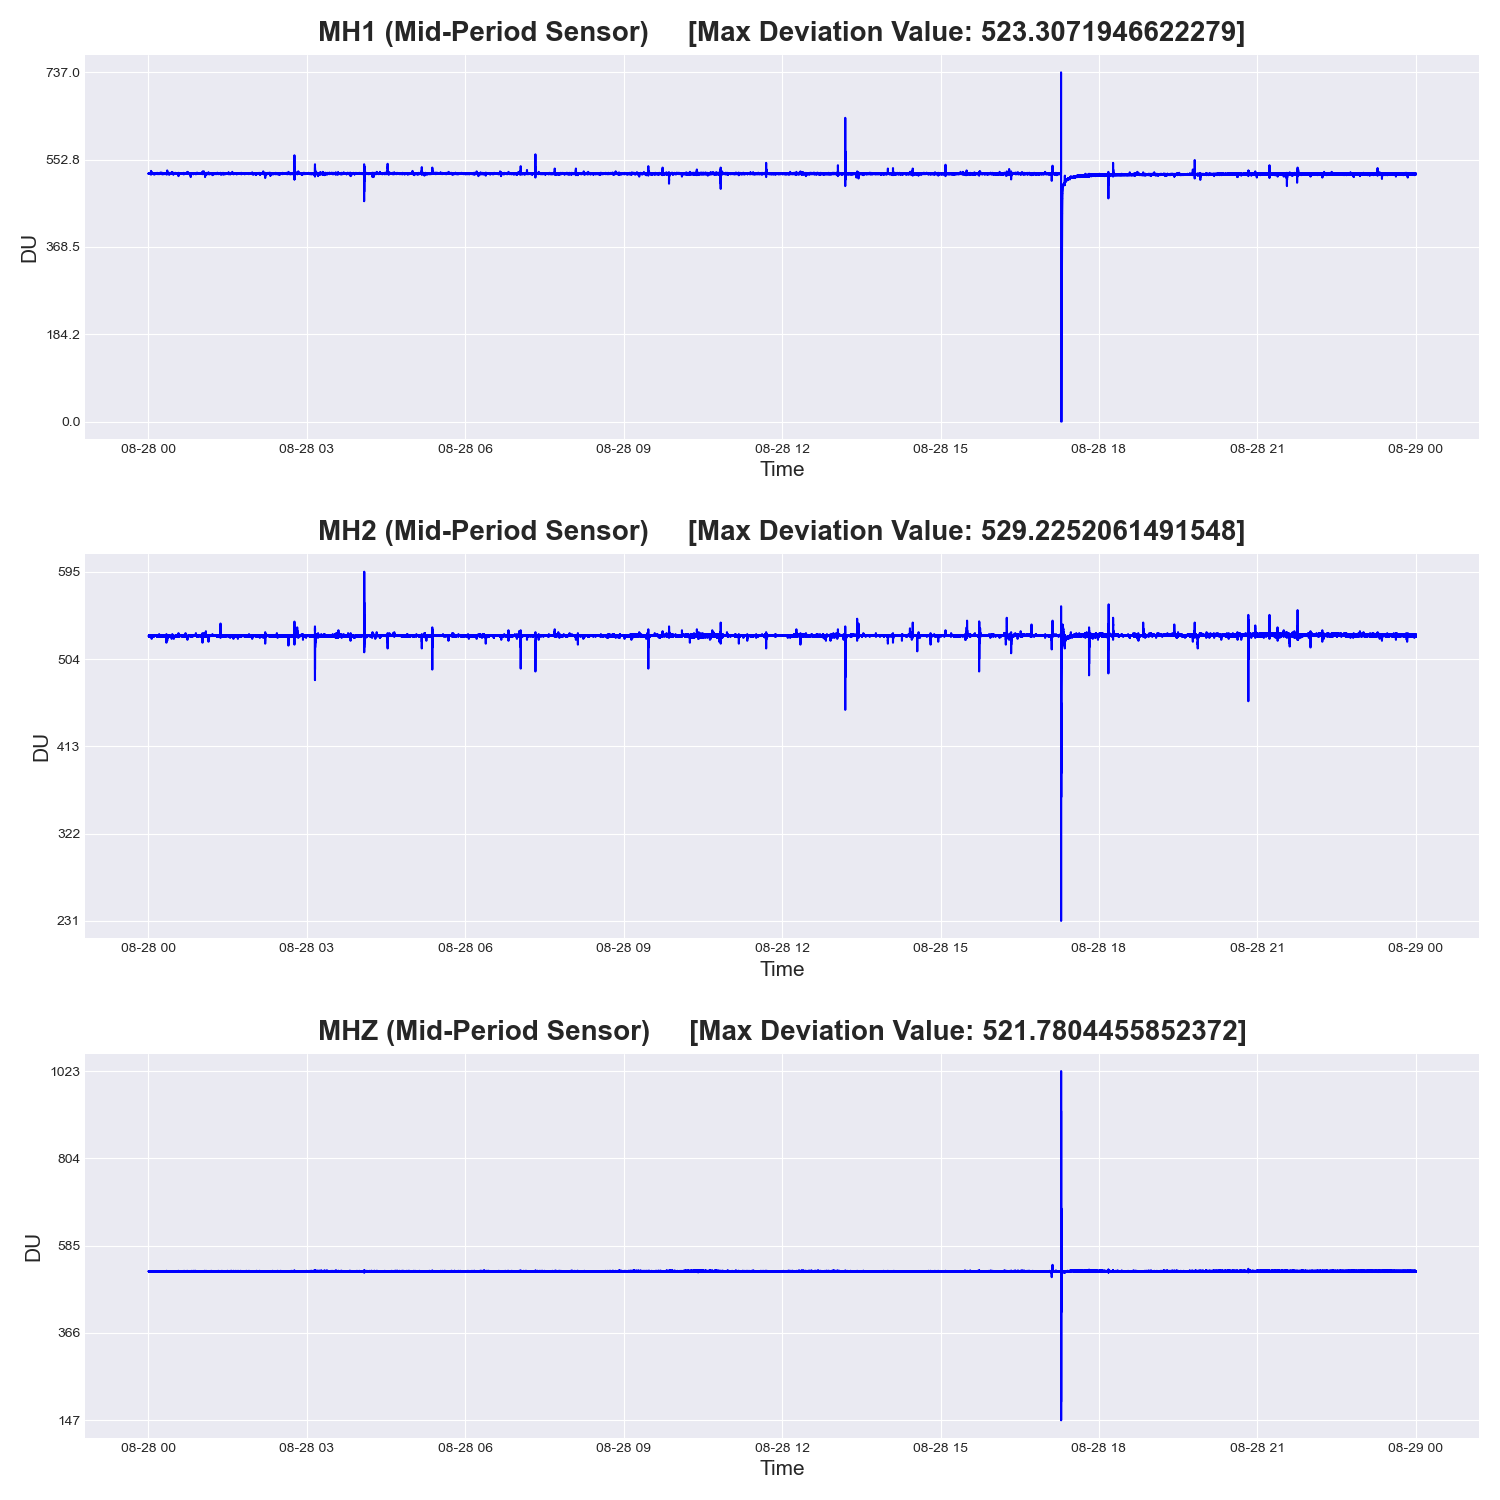 MH1 (Mid-Period Sensor) [Max Deviation Value: 523.3071946622279]
737.0
552.8
368.5
184.2
0.0
DU
08-28 00 08-28 03 08-28 06 08-28 09 08-28 12 08-28 15 08-28 18 08-28 21 08-29 00
Time
MH2 (Mid-Period Sensor) [Max Deviation Value: 529.2252061491548]
595
504
413
322
231
DU
08-28 00 08-28 03 08-28 06 08-28 09 08-28 12 08-28 15 08-28 18 08-28 21 08-29 00
Time
MHZ (Mid-Period Sensor) [Max Deviation Value: 521.7804455852372]
1023
804
585
366
147
DU
08-28 00 08-28 03 08-28 06 08-28 09 08-28 12 08-28 15 08-28 18 08-28 21 08-29 00
Time